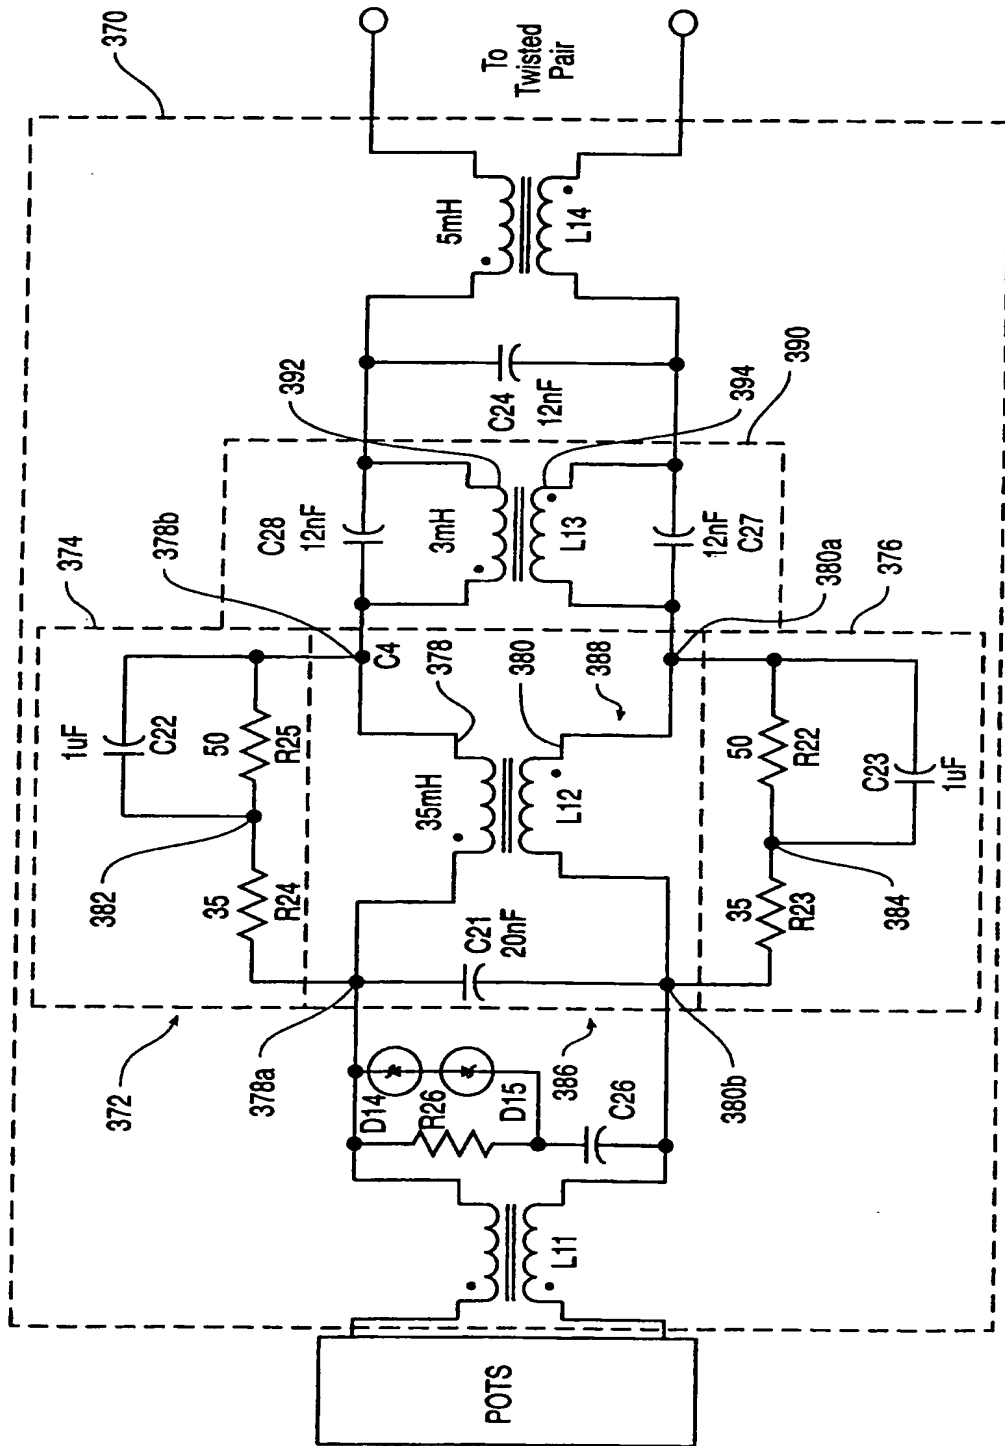 370
374
392
372
382
R24
35
R25
50
C22
1uF
378b
C28
12nF
C4
378a
D14
R26
D15
C21
20nF
35mH
L12
378
380
388
3mH
L13
C24
12nF
5mH
L14
To
Twisted
Pair
POTS
L11
C26
386
380b
12nF
C27
394
390
380a
376
35
R23
50
R22
384
C23
1uF